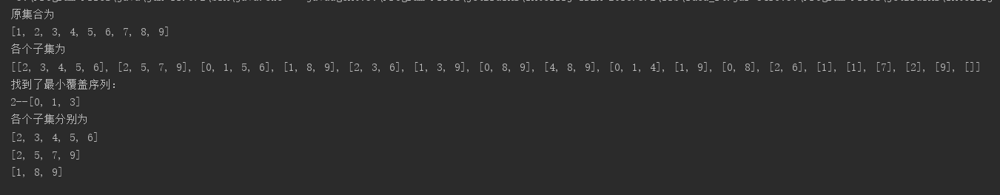 原集合为
[1, 2, 3, 4, 5, 6, 7, 8, 9]
各个子集为
[[2, 3, 4, 5, 6], [2, 5, 7, 9], [0, 1, 5, 6], [1, 8, 9], [2, 3, 6], [1, 3, 9], [0, 8, 9], [4, 8, 9], [0, 1, 4], [1, 9], [0, 8], [2, 6], [1], [1], [7], [2], [9], []]
找到了最小覆盖序列:
2--[0, 1, 3]
各个子集分别为
[2, 3, 4, 5, 6]
[2, 5, 7, 9]
[1, 8, 9]